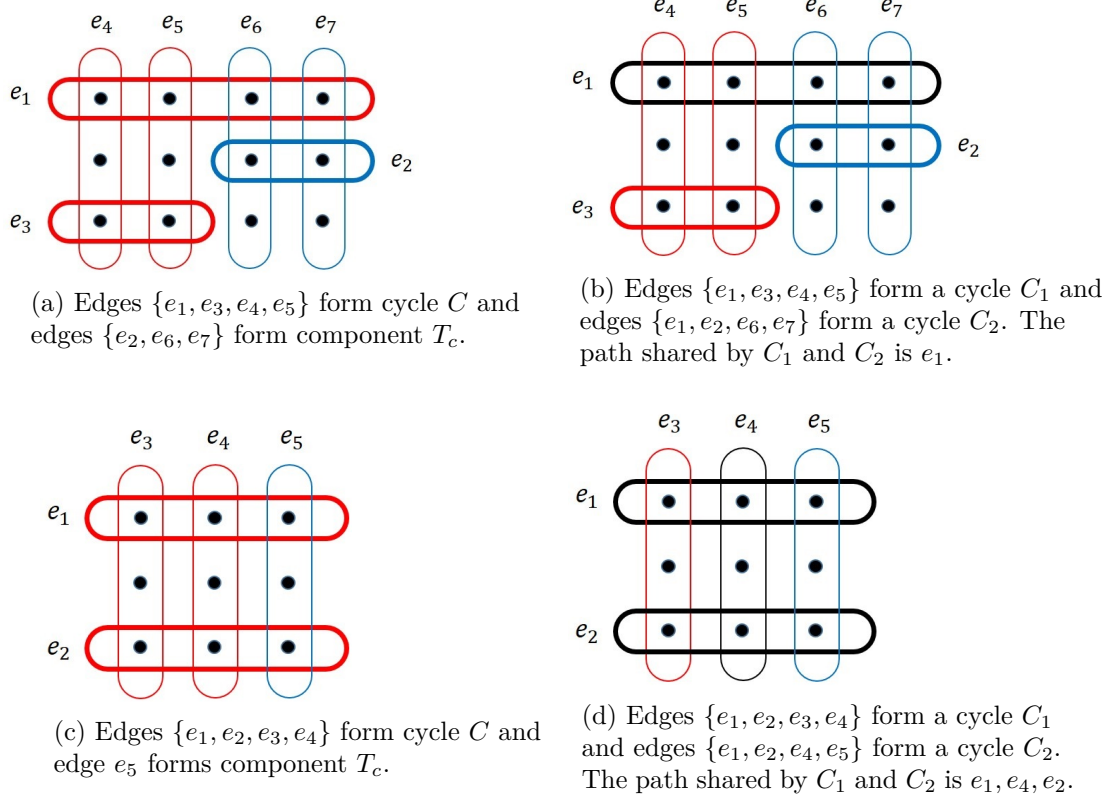 e₄ e₅ e₆ e₇
e₁
e₂
e₃
(a) Edges {e₁, e₃, e₄, e₅} form cycle C and
edges {e₂, e₆, e₇} form component T_c.
e₄ e₅ e₆ e₇
e₁
e₂
e₃
(b) Edges {e₁, e₃, e₄, e₅} form a cycle C₁ and
edges {e₁, e₂, e₆, e₇} form a cycle C₂. The
path shared by C₁ and C₂ is e₁.
e₃ e₄ e₅
e₁
e₂
(c) Edges {e₁, e₂, e₃, e₄} form cycle C and
edge e₅ forms component T_c.
e₃ e₄ e₅
e₁
e₂
(d) Edges {e₁, e₂, e₃, e₄} form a cycle C₁
and edges {e₁, e₂, e₄, e₅} form a cycle C₂.
The path shared by C₁ and C₂ is e₁, e₄, e₂.